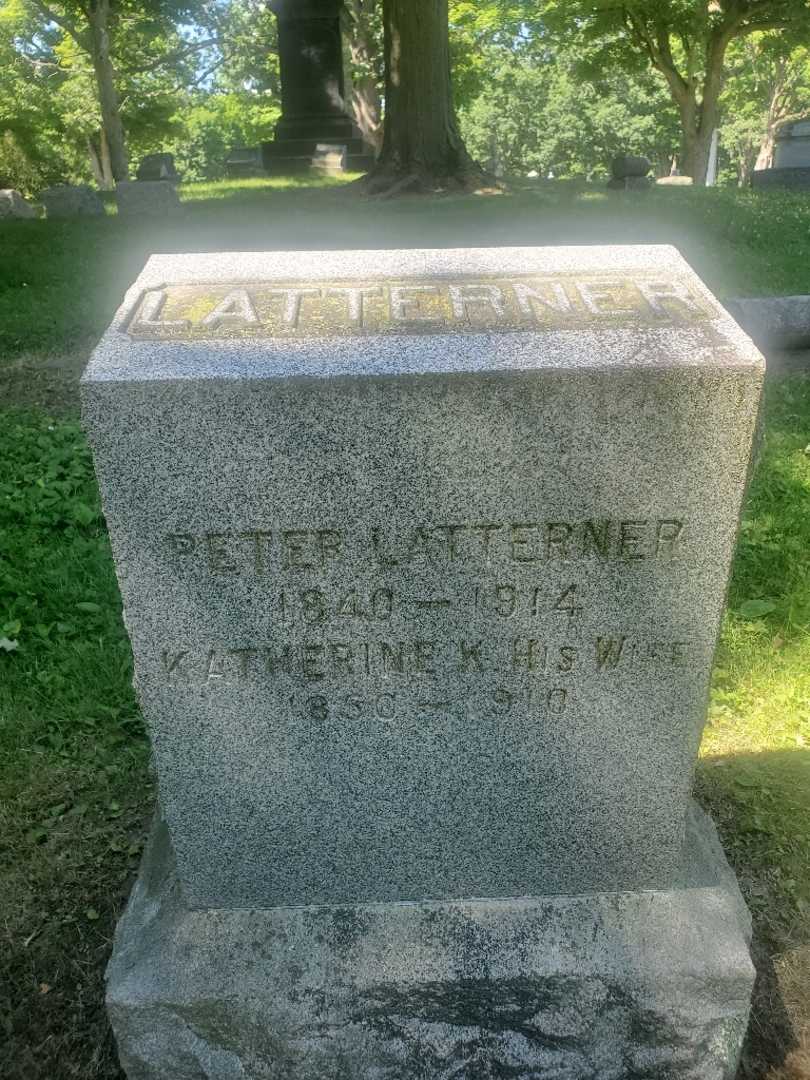 LATTERNER
PETER LATTERNER
1840 — 1914
KATHERINE K. HIS WIFE
1850 — 1910